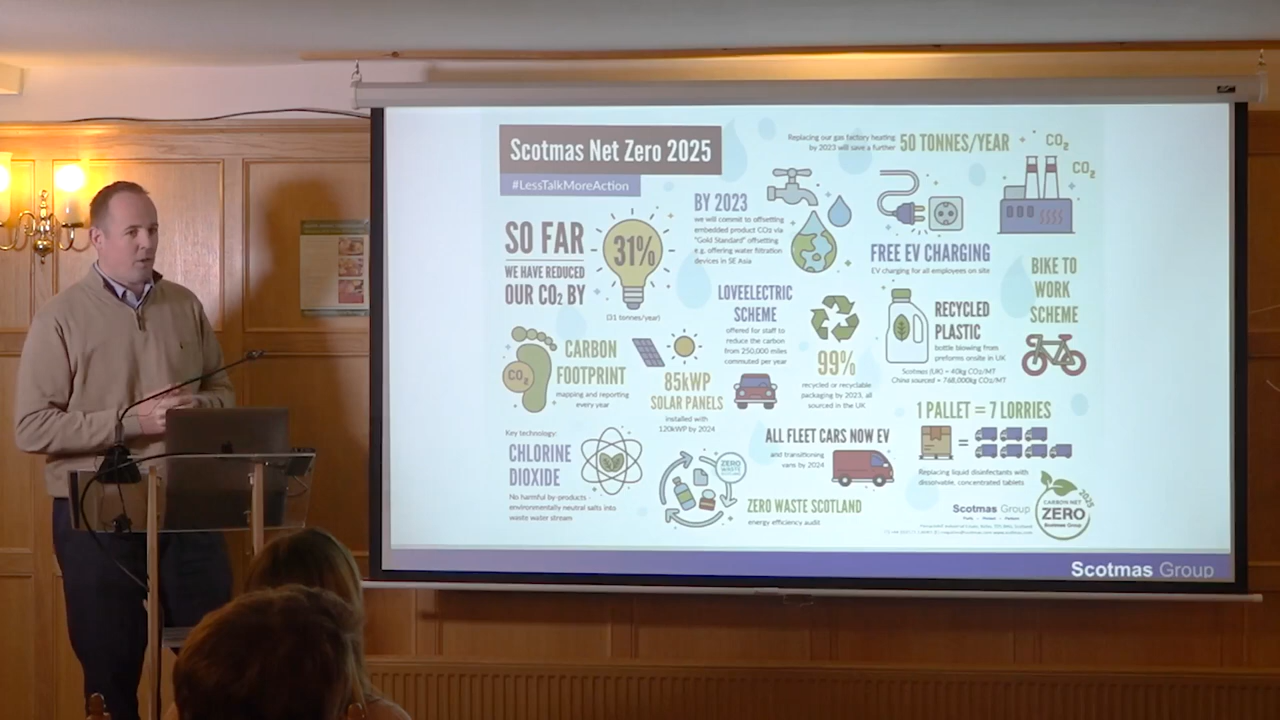 Scotmas Net Zero 2025
#LessTalkMoreAction
Replacing our gas factory heating
by 2023 will save a further
50 TONNES/YEAR
CO₂
CO₂
SO FAR
WE HAVE REDUCED
OUR CO₂ BY
31%
(31 tonnes/year)
BY 2023
we will commit to offsetting
embedded product CO₂ via
"Gold Standard" offsetting
e.g. offering water filtration
devices in SE Asia
FREE EV CHARGING
EV charging for all employees on site
BIKE TO
WORK
SCHEME
LOVEELECTRIC
SCHEME
offered for staff to
reduce the carbon
from 250,000 miles
commuted per year
99%
recycled or recyclable
packaging by 2023, all
sourced in the UK
RECYCLED
PLASTIC
bottle blowing from
preforms onsite in UK
Scotmas (UK) = 40kg CO₂/MT
China sourced = 768,000kg CO₂/MT
CO₂
CARBON
FOOTPRINT
mapping and reporting
every year
85kWP
SOLAR PANELS
installed with
120kWP by 2024
1 PALLET = 7 LORRIES
=
Replacing liquid disinfectants with
dissolvable, concentrated tablets
Key technology:
CHLORINE
DIOXIDE
No harmful by-products -
environmentally neutral salts into
waste water stream
ALL FLEET CARS NOW EV
and transitioning
vans by 2024
ZERO
WASTE
ZERO WASTE SCOTLAND
energy efficiency audit
Scotmas Group
CARBON NET
ZERO
2025
Scotmas Group
Scotmas Group